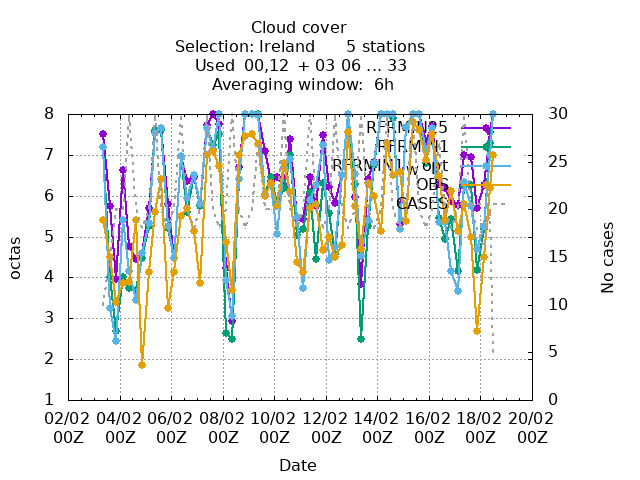 Cloud cover
Selection: Ireland 5 stations
Used 00,12 + 03 06 ... 33
Averaging window: 6h
8
7
6
5
4
3
2
1
octas
30
25
20
15
10
5
0
No cases
OBS
CASES
02/02 04/02 06/02 08/02 10/02 12/02 14/02 16/02 18/02 20/02
00Z 00Z 00Z 00Z 00Z 00Z 00Z 00Z 00Z 00Z
Date